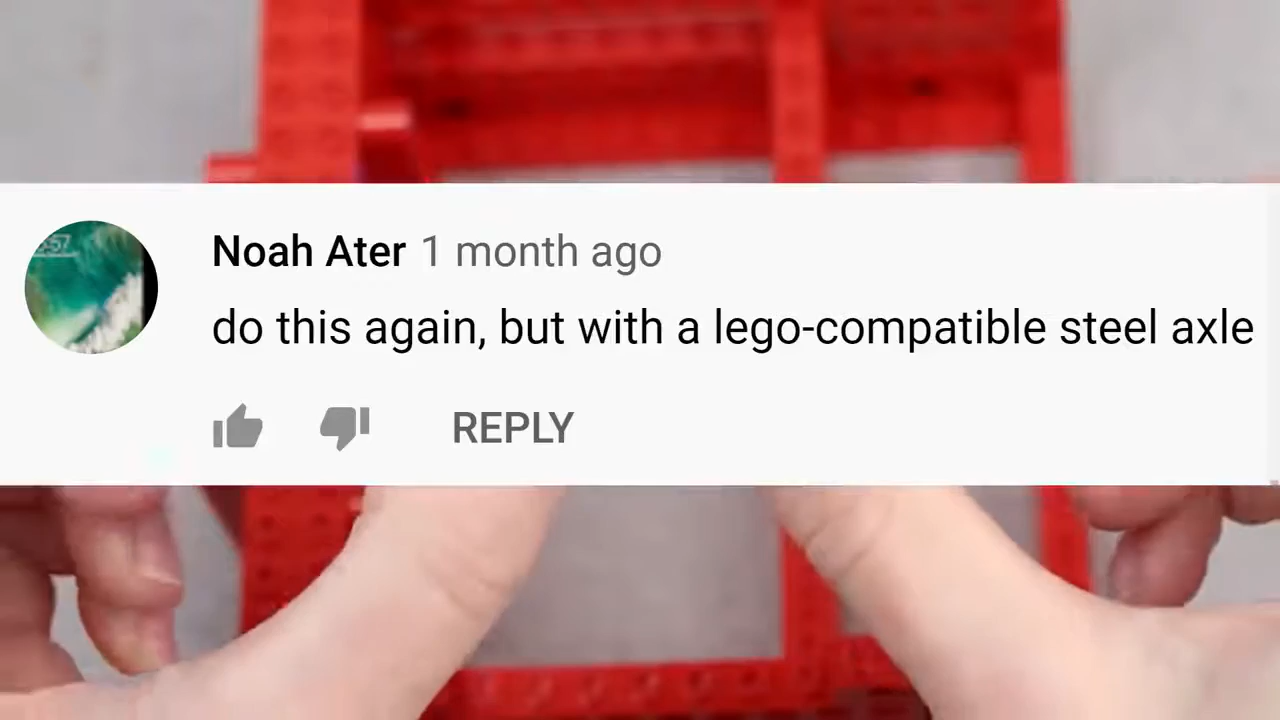 Noah Ater 1 month ago
do this again, but with a lego-compatible steel axle
REPLY